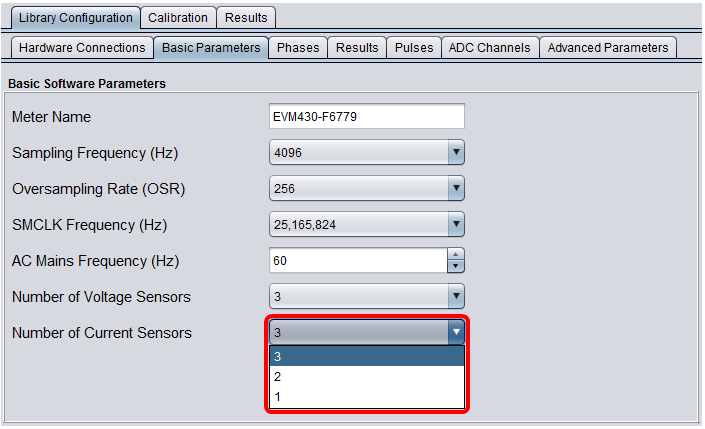 Library Configuration Calibration Results
Hardware Connections Basic Parameters Phases Results Pulses ADC Channels Advanced Parameters
Basic Software Parameters
Meter Name EVM430-F6779
Sampling Frequency (Hz) 4096
Oversampling Rate (OSR) 256
SMCLK Frequency (Hz) 25,165,824
AC Mains Frequency (Hz) 60
Number of Voltage Sensors 3
Number of Current Sensors 3
3
2
1